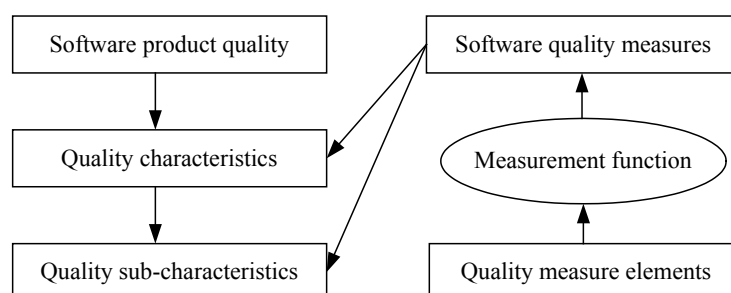 Software product quality
Software quality measures
Quality characteristics
Measurement function
Quality sub-characteristics
Quality measure elements